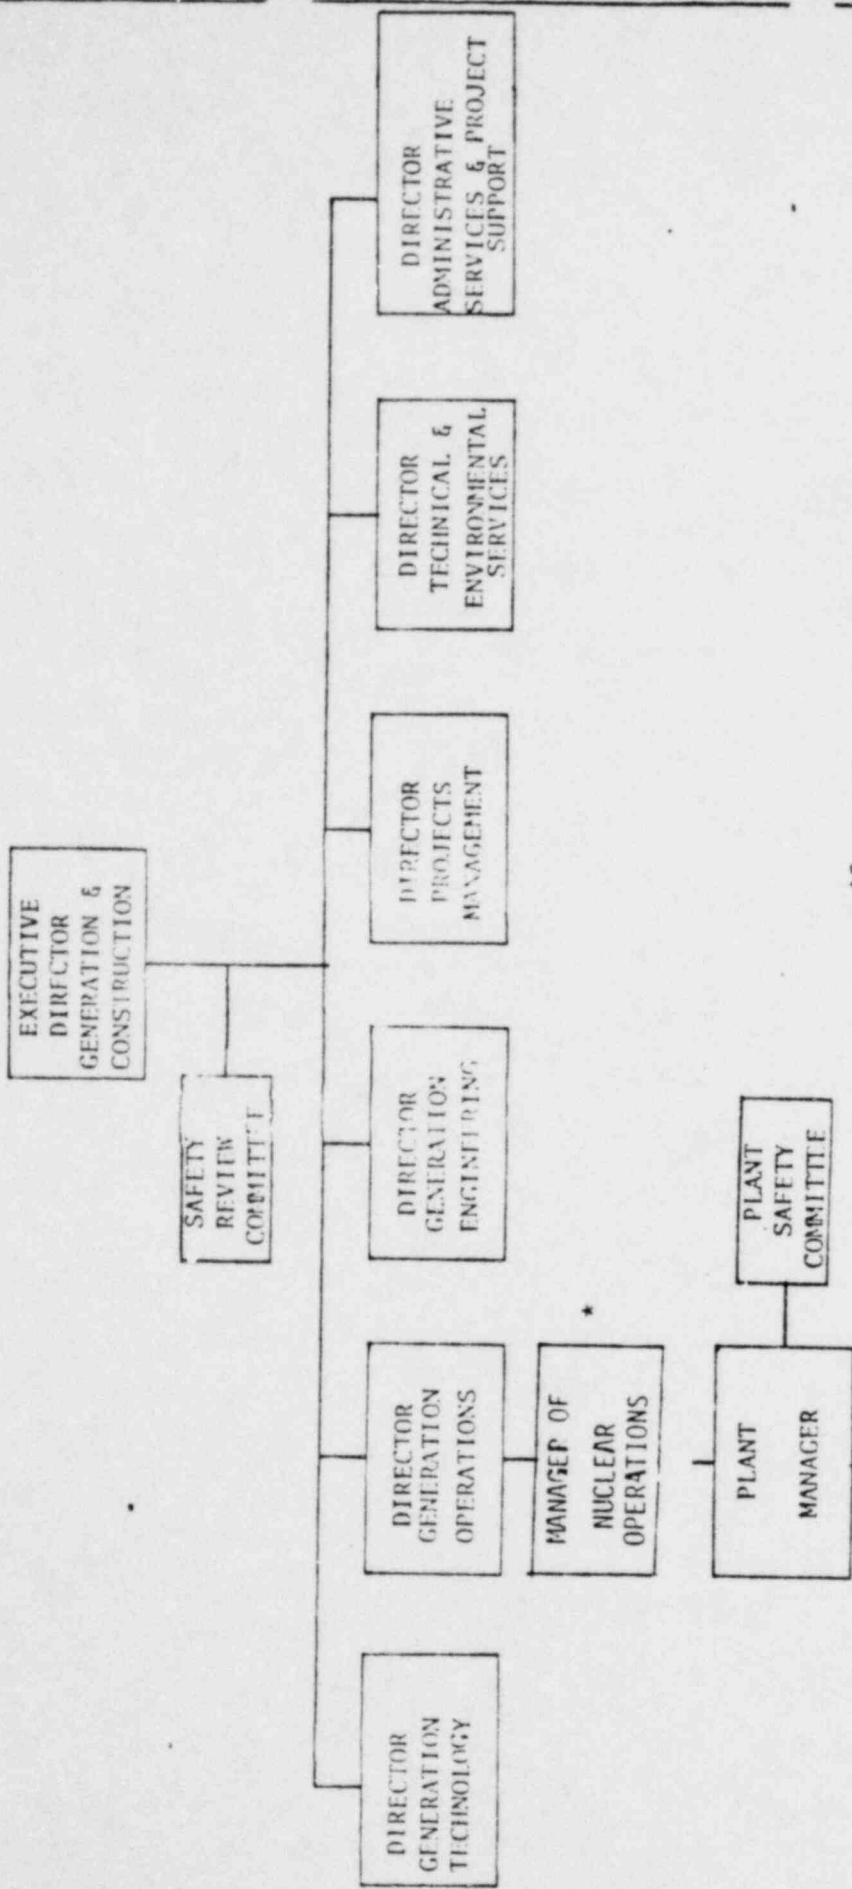 EXECUTIVE
DIRECTOR
GENERATION &
CONSTRUCTION
SAFETY
REVIEW
COMMITTEE
DIRECTOR
GENERATION
TECHNOLOGY
DIRECTOR
GENERATION
OPERATIONS
DIRECTOR
GENERATION
ENGINEERING
DIRECTOR
PROJECTS
MANAGEMENT
DIRECTOR
TECHNICAL &
ENVIRONMENTAL
SERVICES
DIRECTOR
ADMINISTRATIVE
SERVICES & PROJECT
SUPPORT
MANAGER OF
NUCLEAR
OPERATIONS
*
PLANT
MANAGER
PLANT
SAFETY
COMMITTEE